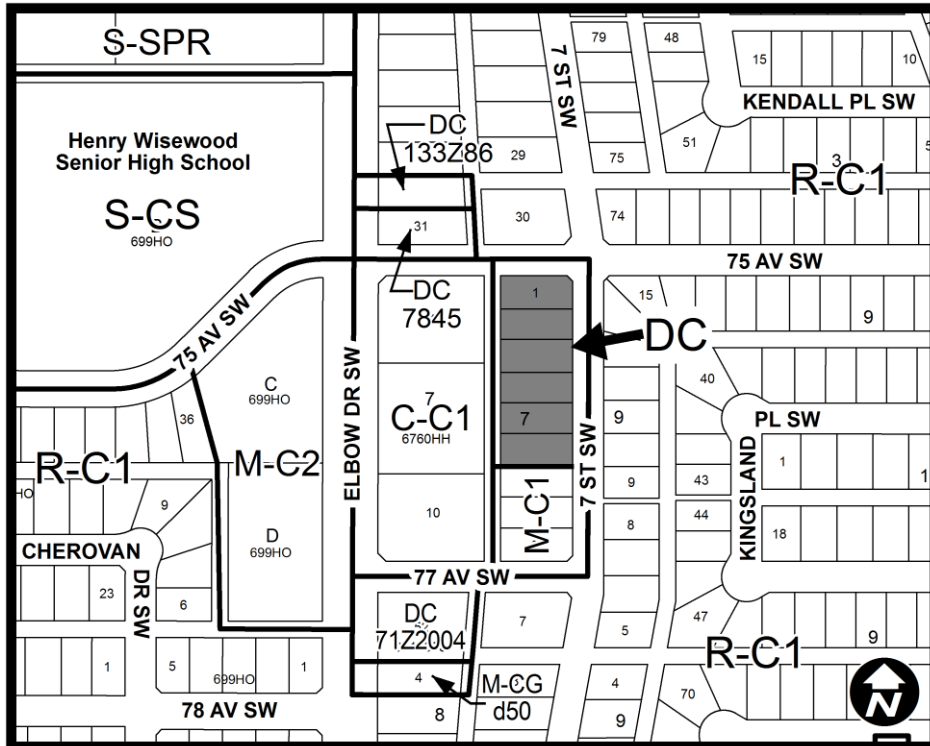 S-SPR
79
48
15
10
7 ST SW
KENDALL PL SW
Henry Wisewood
Senior High School
DC
133Z86
29
75
51
3
5
R-C1
S-CS
699HO
31
30
74
75 AV SW
DC
7845
1
15
9
DC
75 AV SW
ELBOW DR SW
C
699HO
7
C-C1
6760HH
7
7 ST SW
9
40
PL SW
36
R-C1
HO
M-C2
9
43
1
1
KINGSLAND
9
10
M-C1
8
44
18
D
699HO
CHEROVAN
DR SW
77 AV SW
23
6
DC
71Z2004
7
5
47
9
R-C1
1
5
699HO
1
4
M-CG
d50
4
70
78 AV SW
8
9
N